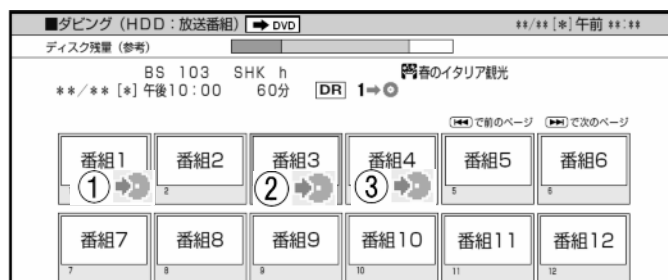 ■ダビング（HDD：放送番組） ➡ DVD **/** [*] 午前 **:**
ディスク残量（参考）
BS 103 SHK h 春のイタリア観光
**/** [*] 午後10:00 60分 DR 1➡
⏮で前のページ ⏭で次のページ
番組1 番組2 番組3 番組4 番組5 番組6
① 2 ② ③ 5 6
番組7 番組8 番組9 番組10 番組11 番組12
7 8 9 10 11 12